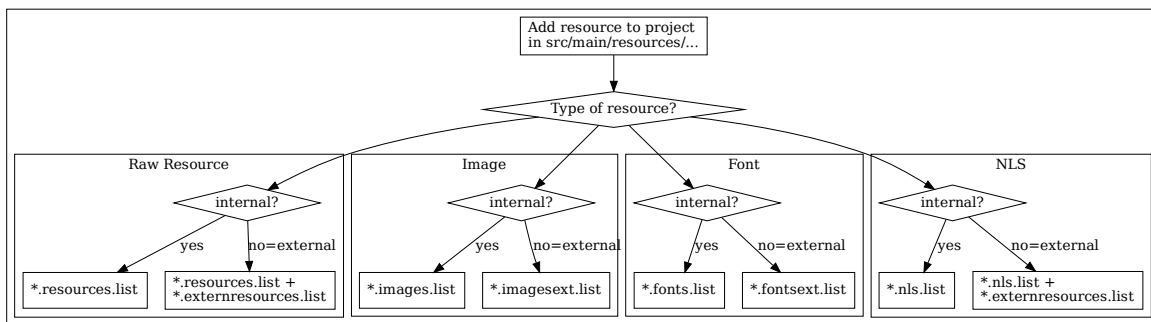 Add resource to project
in src/main/resources/...
Type of resource?
Raw Resource
Image
Font
NLS
internal?
internal?
internal?
internal?
yes
no=external
yes
no=external
yes
no=external
yes
no=external
*.resources.list
*.resources.list +
*.externresources.list
*.images.list
*.imagesext.list
*.fonts.list
*.fontsext.list
*.nls.list
*.nls.list +
*.externresources.list